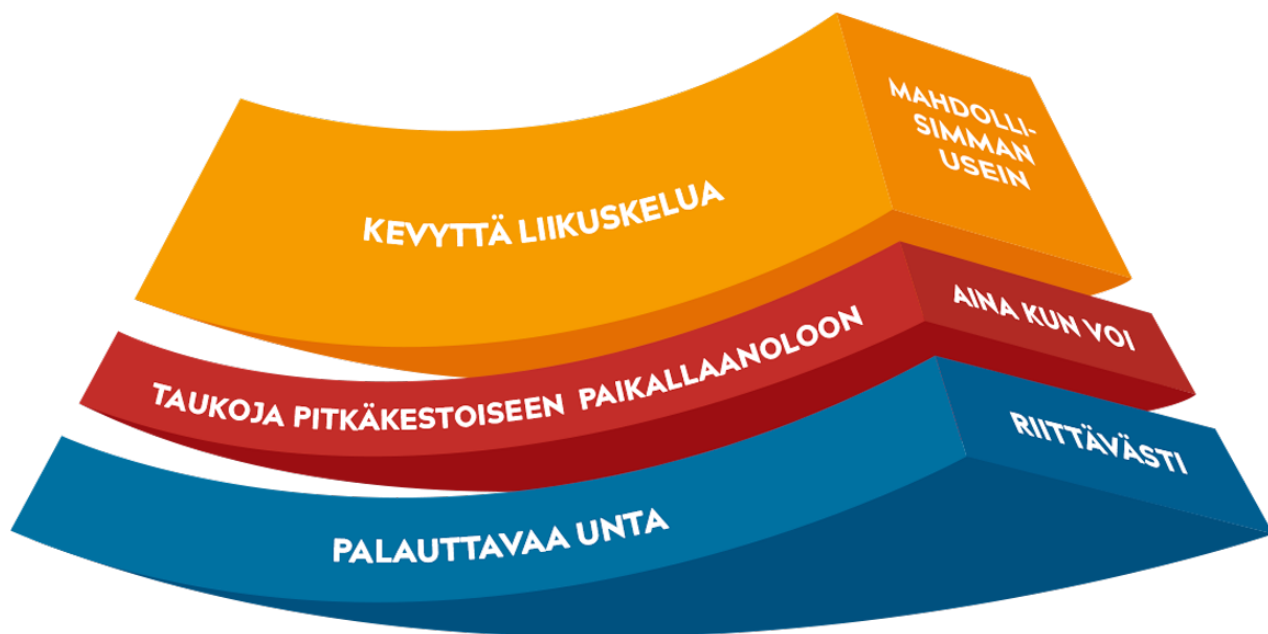 KEVYTTÄ LIIKUSKELUA
MAHDOLLI-
SIMMAN
USEIN
TAUKOJA PITKÄKESTOISEEN PAIKALLAANOLOON
AINA KUN VOI
PALAUTTAVAA UNTA
RIITTÄVÄSTI